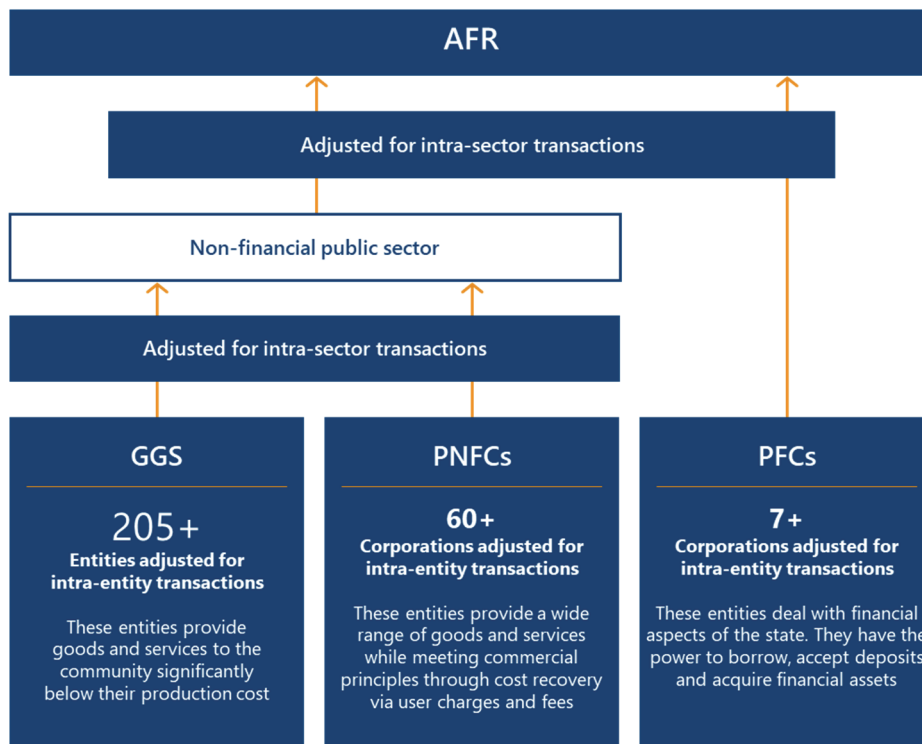 AFR
Adjusted for intra-sector transactions
Non-financial public sector
Adjusted for intra-sector transactions
GGS
205+
Entities adjusted for
intra-entity transactions
These entities provide
goods and services to the
community significantly
below their production cost
PNFCs
60+
Corporations adjusted for
intra-entity transactions
These entities provide a wide
range of goods and services
while meeting commercial
principles through cost recovery
via user charges and fees
PFCs
7+
Corporations adjusted for
intra-entity transactions
These entities deal with financial
aspects of the state. They have the
power to borrow, accept deposits
and acquire financial assets